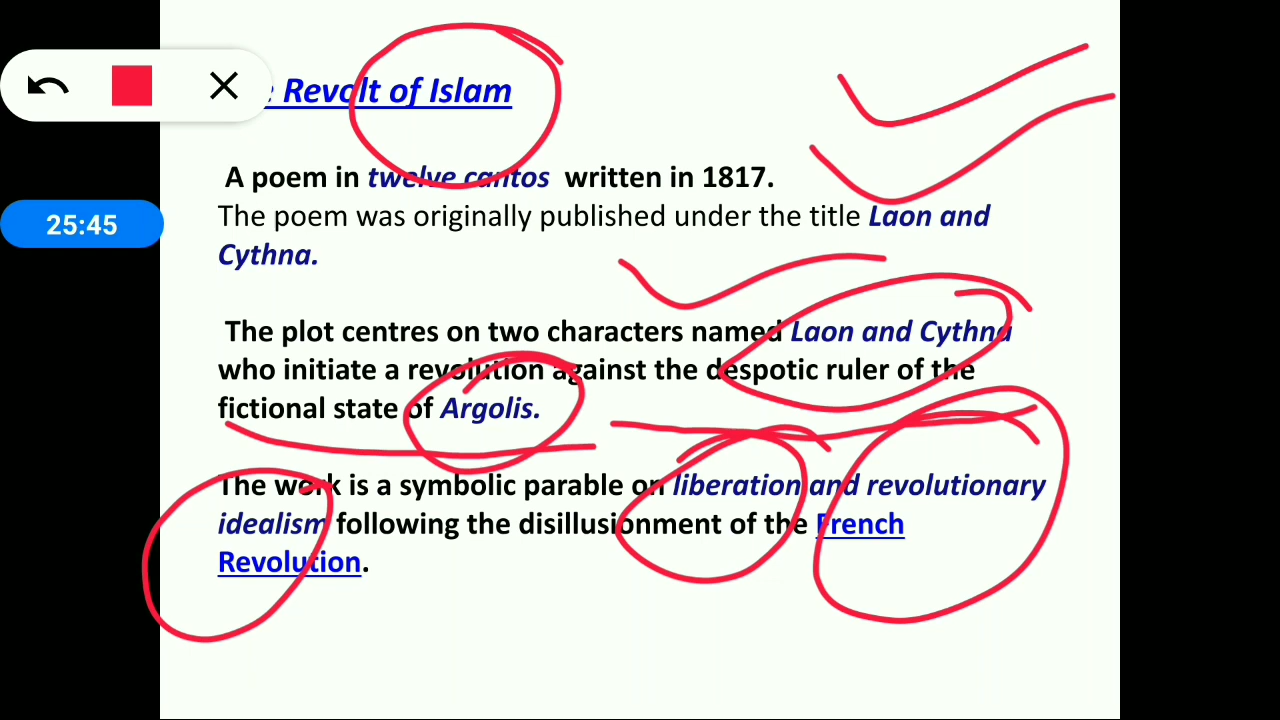 e Revolt of Islam
A poem in twelve cantos written in 1817.
The poem was originally published under the title Laon and
Cythna.
25:45
The plot centres on two characters named Laon and Cythna
who initiate a revolution against the despotic ruler of the
fictional state of Argolis.
The work is a symbolic parable on liberation and revolutionary
idealism following the disillusionment of the French
Revolution.